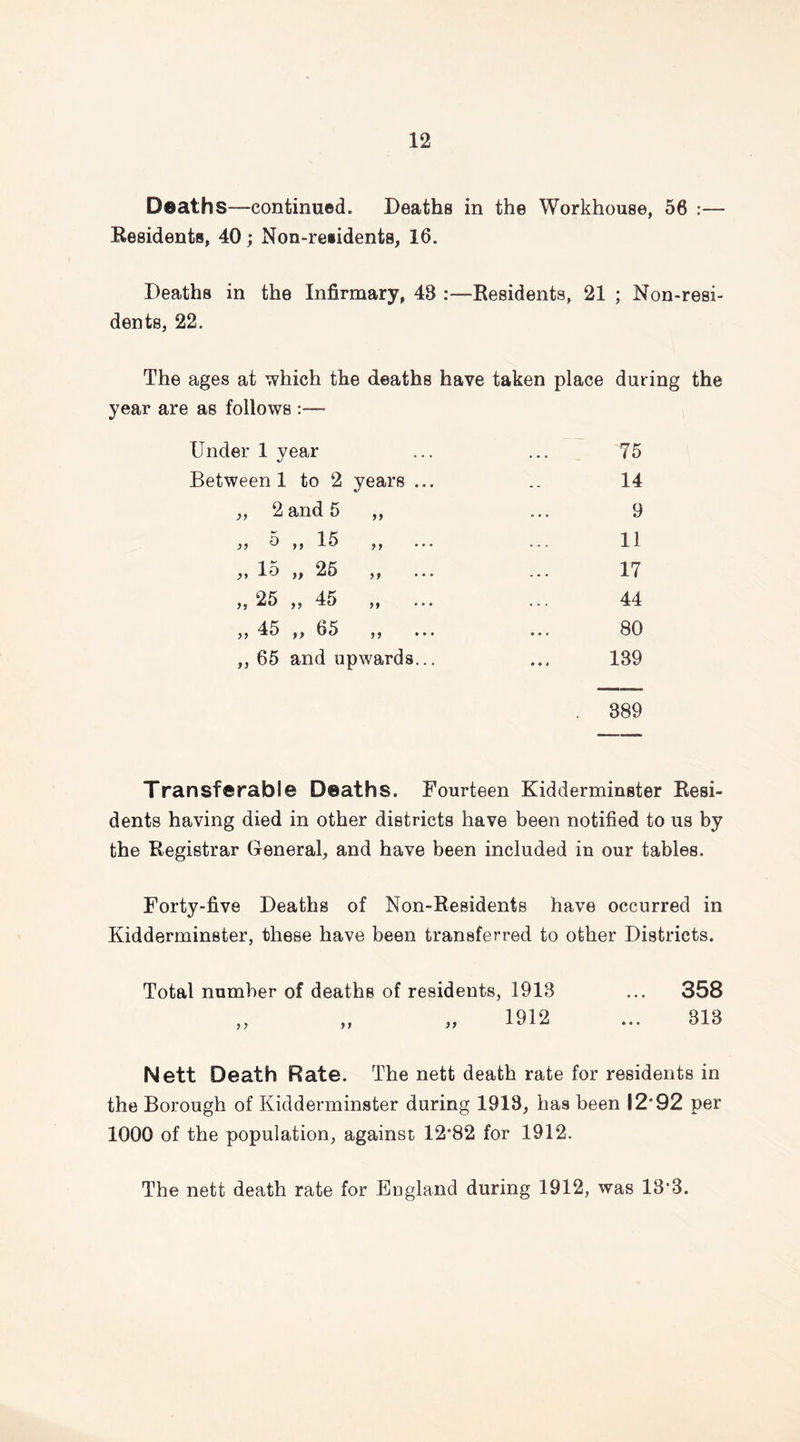 12
Deaths—continued. Deaths in the Workhouse, 56 :—
Residents, 40 ; Non-residents, 16.
Deaths in the Infirmary, 43 :—Residents, 21 ; Non-resi-
dents, 22.
The ages at which the deaths have taken place during the
year are as follows :—
Under 1 year ... ... 75
Between 1 to 2 years ... .. 14
„ 2 and 5 „ ... 9
„ 5 „ 15 „ ... ... 11
„ 15 „ 25 „ ... ... 17
„ 25 „ 45 „ ... ... 44
„ 45 „ 65 „ ... ... 80
„ 65 and upwards... ... 139
389
Transferable Deaths. Fourteen Kidderminster Resi-
dents having died in other districts have been notified to us by
the Registrar General, and have been included in our tables.
Forty-five Deaths of Non-Residents have occurred in
Kidderminster, these have been transferred to other Districts.
Total number of deaths of residents, 1913 ... 358
„ „ „ 1912 ... 313
Nett Death Rate. The nett death rate for residents in
the Borough of Kidderminster during 1913, has been 12·92 per
1000 of the population, against 12·82 for 1912.
The nett death rate for England during 1912, was 13·3.